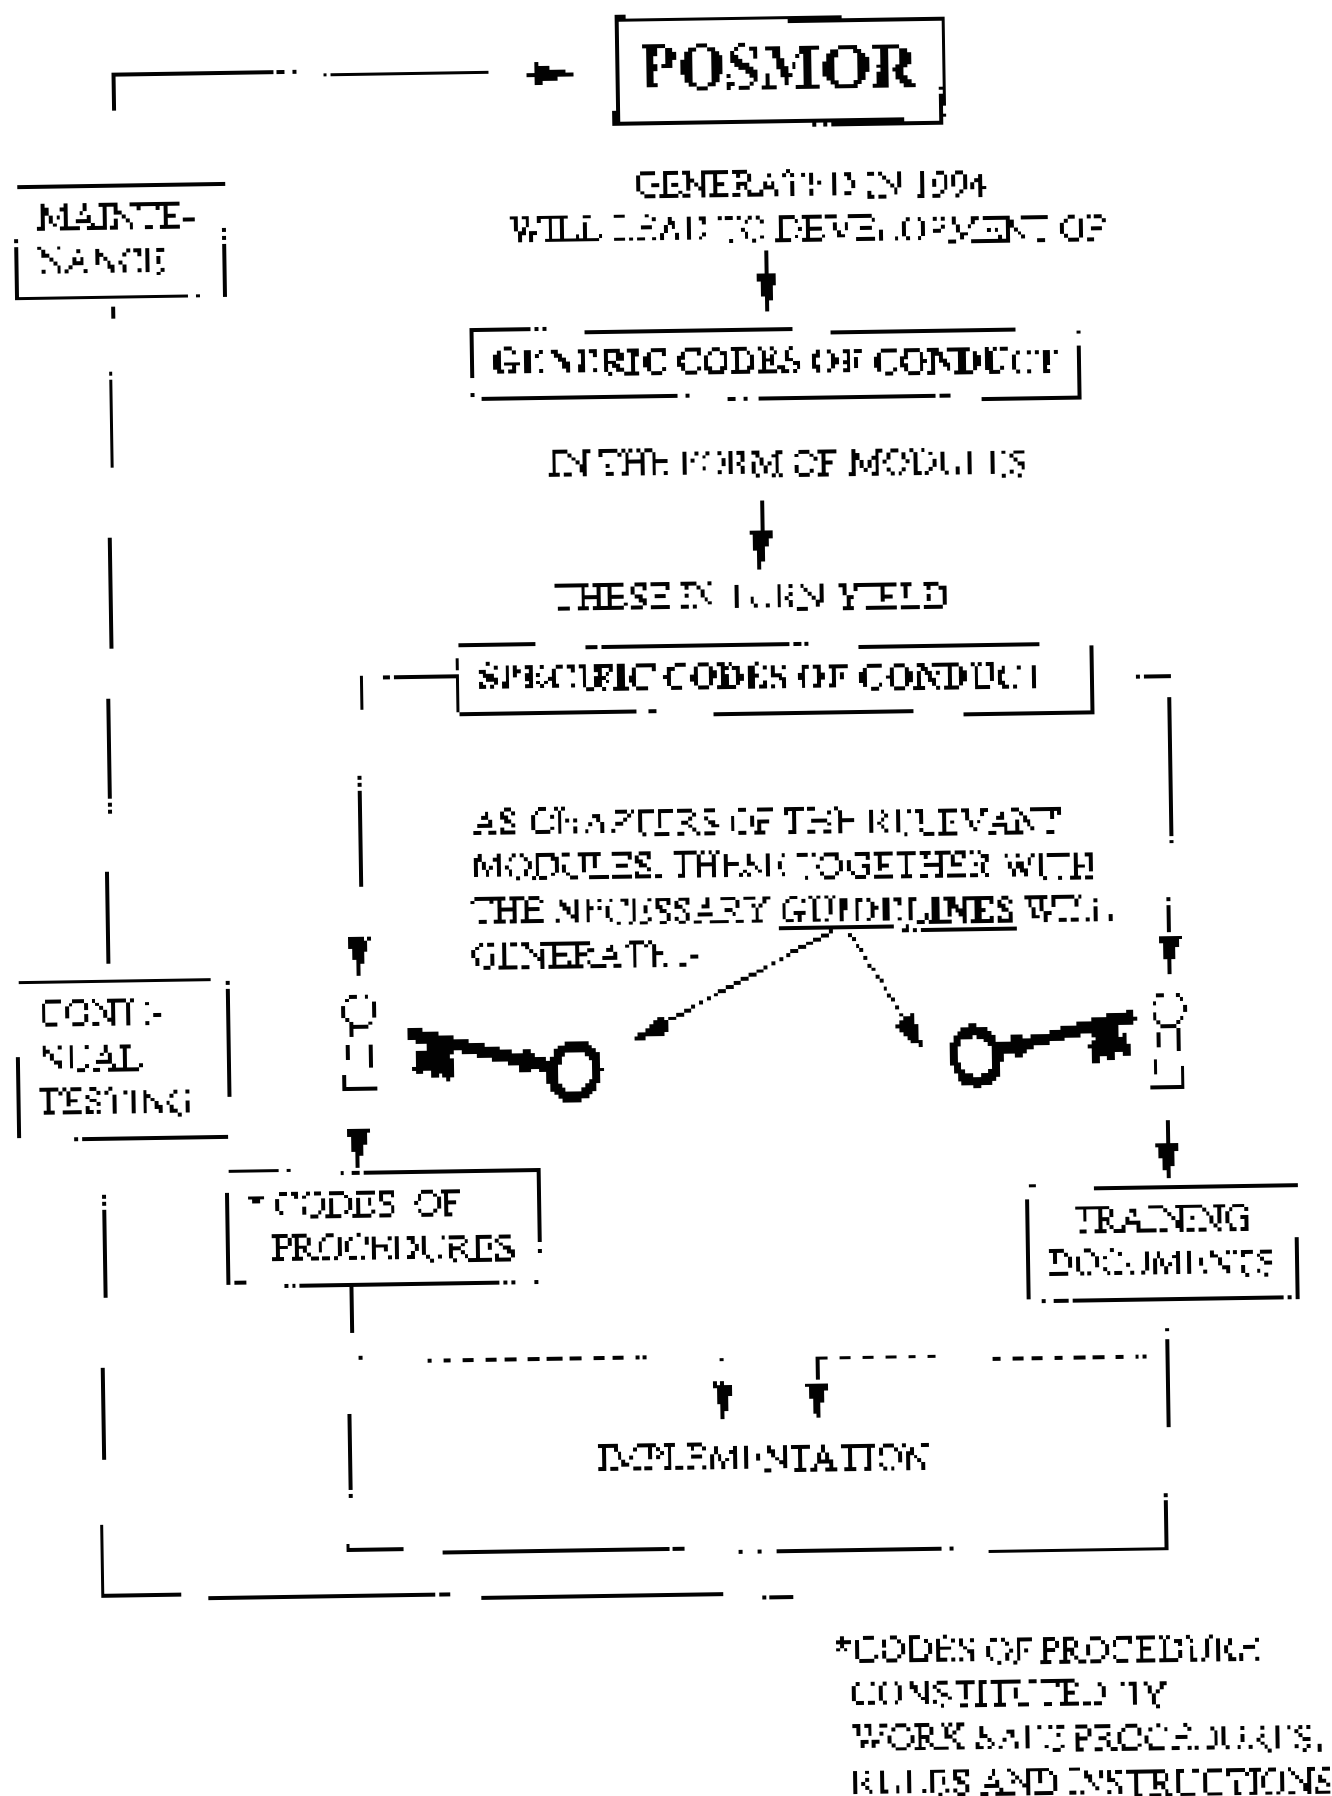 POSMOR
GENERATED IN 1994
WILL LEAD TO DEVELOPMENT OF
MAINTE-
NANCE
GENERIC CODES OF CONDUCT
IN THE FORM OF MODULES
THESE IN TURN YIELD
SPECIFIC CODES OF CONDUCT
AS CHAPTERS OF THE RELEVANT
MODULES. THESE TOGETHER WITH
THE NECESSARY GUIDELINES WILL
GENERATE:-
CONTI-
NUAL
TESTING
* CODES OF
PROCEDURES
TRAINING
DOCUMENTS
IMPLEMENTATION
*CODES OF PROCEDURE
CONSTITUTED BY
WORK SAFE PROCEDURES,
RULES AND INSTRUCTIONS